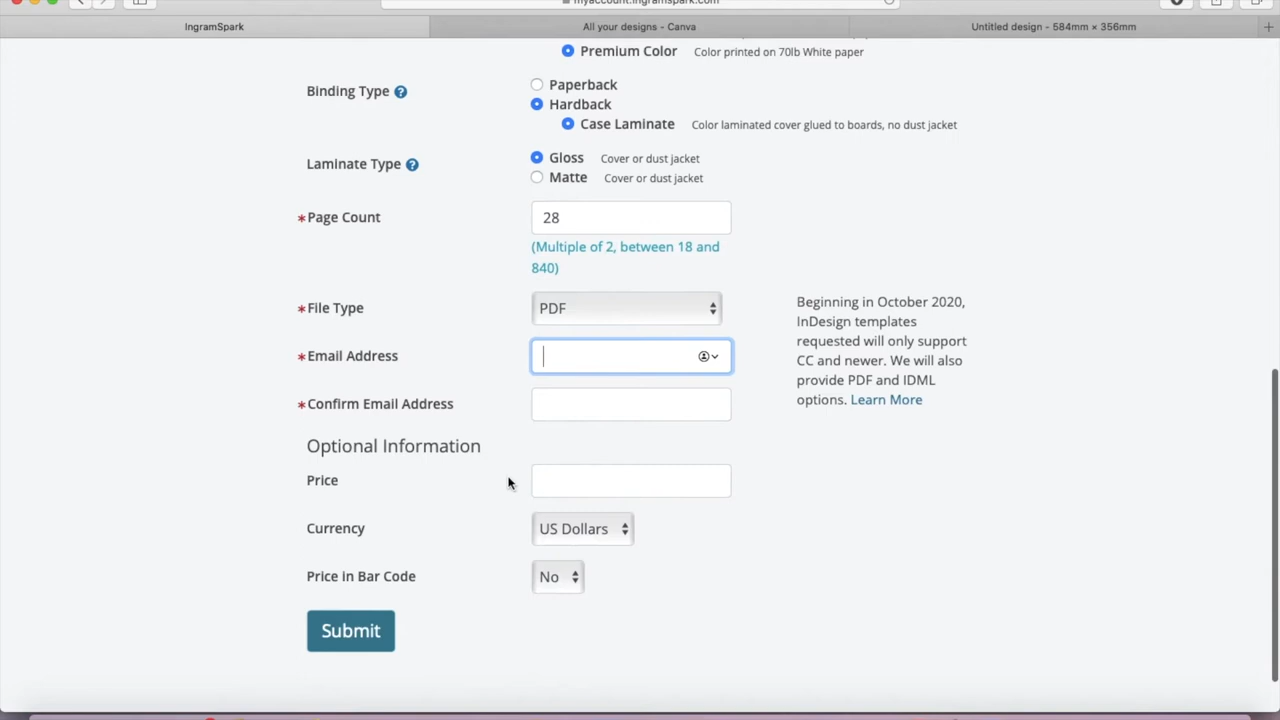 myaccount.ingramspark.com
IngramSpark
All your designs - Canva
Untitled design - 584mm × 356mm
Premium Color Color printed on 70lb White paper
Binding Type
Paperback
Hardback
Case Laminate Color laminated cover glued to boards, no dust jacket
Laminate Type
Gloss Cover or dust jacket
Matte Cover or dust jacket
*Page Count
28
(Multiple of 2, between 18 and
840)
*File Type
PDF
Beginning in October 2020,
InDesign templates
requested will only support
CC and newer. We will also
provide PDF and IDML
options. Learn More
*Email Address
*Confirm Email Address
Optional Information
Price
Currency
US Dollars
Price in Bar Code
No
Submit